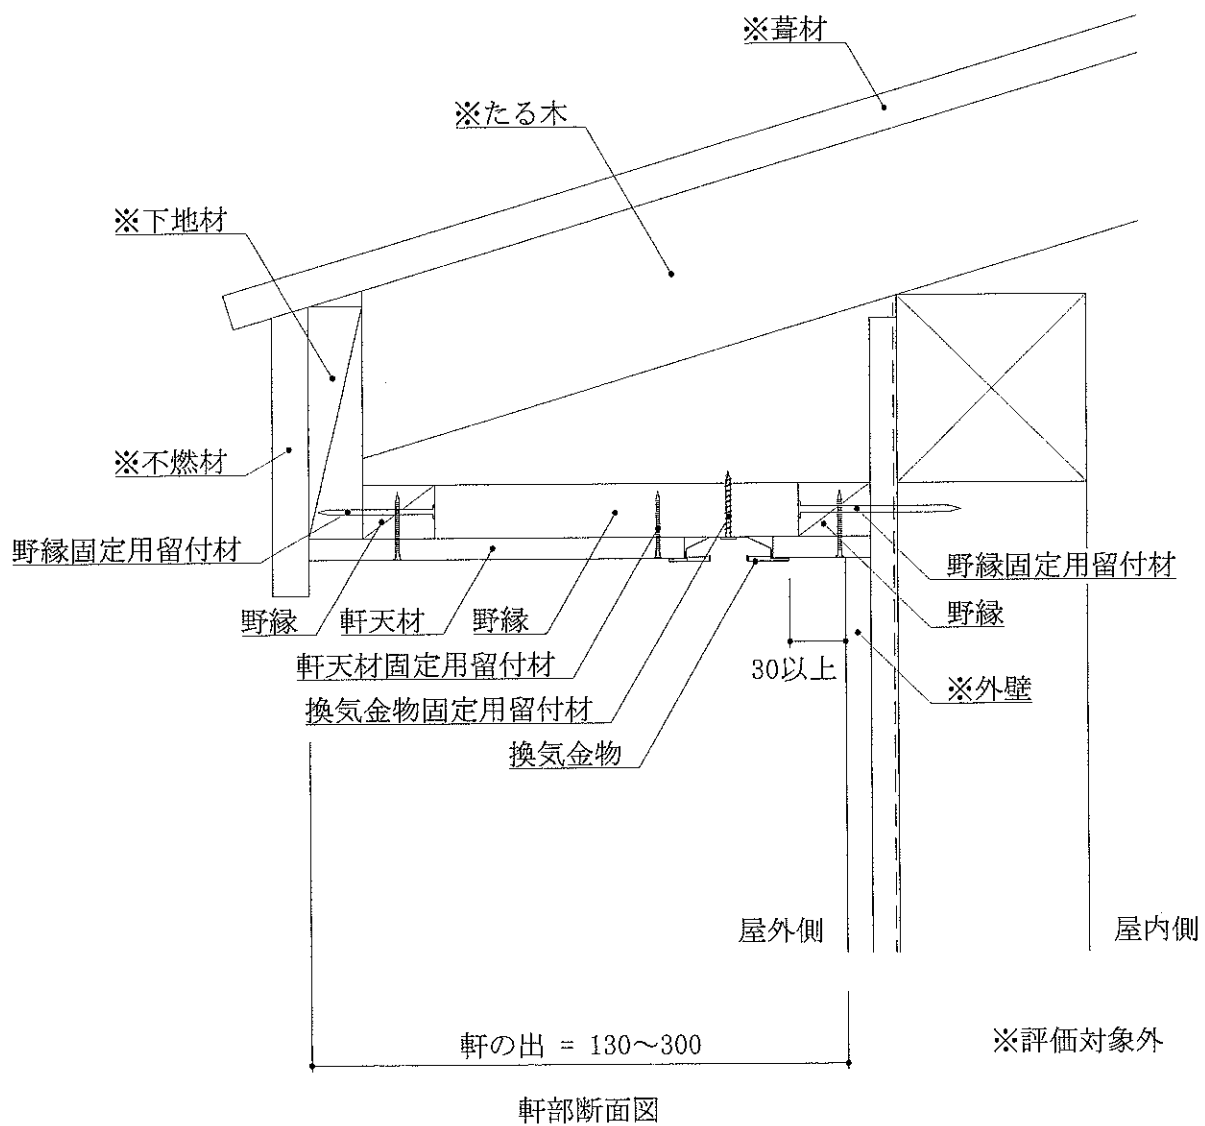 ※葺材
※たる木
※下地材
※不燃材
野縁固定用留付材
野縁固定用留付材
野縁
軒天材
野縁
野縁
軒天材固定用留付材
30以上
※外壁
換気金物固定用留付材
換気金物
屋外側
屋内側
軒の出 = 130～300
※評価対象外
軒部断面図